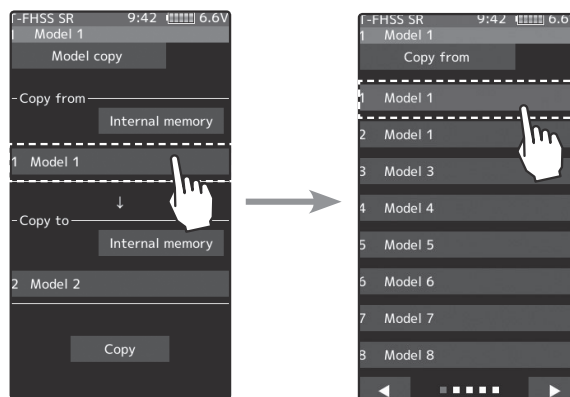 T-FHSS SR 9:42 6.6V
1 Model 1
Model copy
Copy from
Internal memory
1 Model 1
↓
Copy to
Internal memory
2 Model 2
Copy
T-FHSS SR 9:42 6.6
1 Model 1
Copy from
1 Model 1
2 Model 1
3 Model 3
4 Model 4
5 Model 5
6 Model 6
7 Model 7
8 Model 8